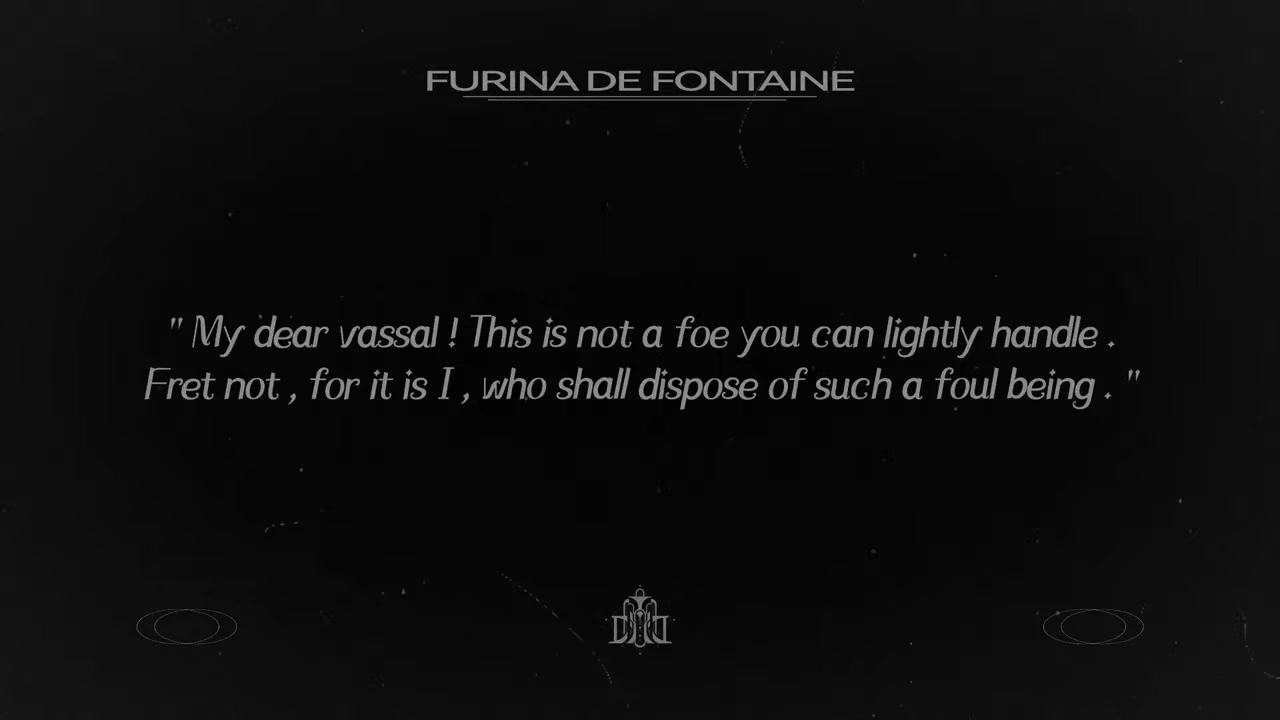 FURINA DE FONTAINE
" My dear vassal ! This is not a foe you can lightly handle .
Fret not , for it is I , who shall dispose of such a foul being . "